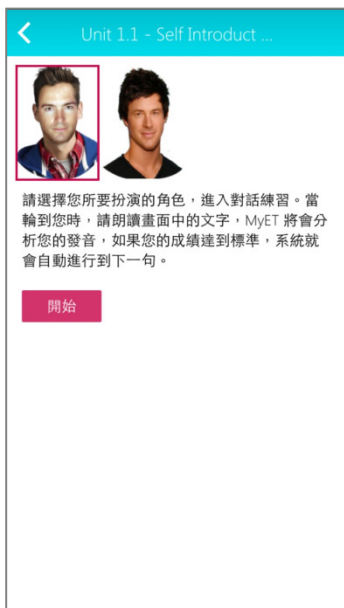 Unit 1.1 - Self Introduct ...
請選擇您所要扮演的角色，進入對話練習。當
輪到您時，請朗讀畫面中的文字，MyET 將會分
析您的發音，如果您的成績達到標準，系統就
會自動進行到下一句。
開始